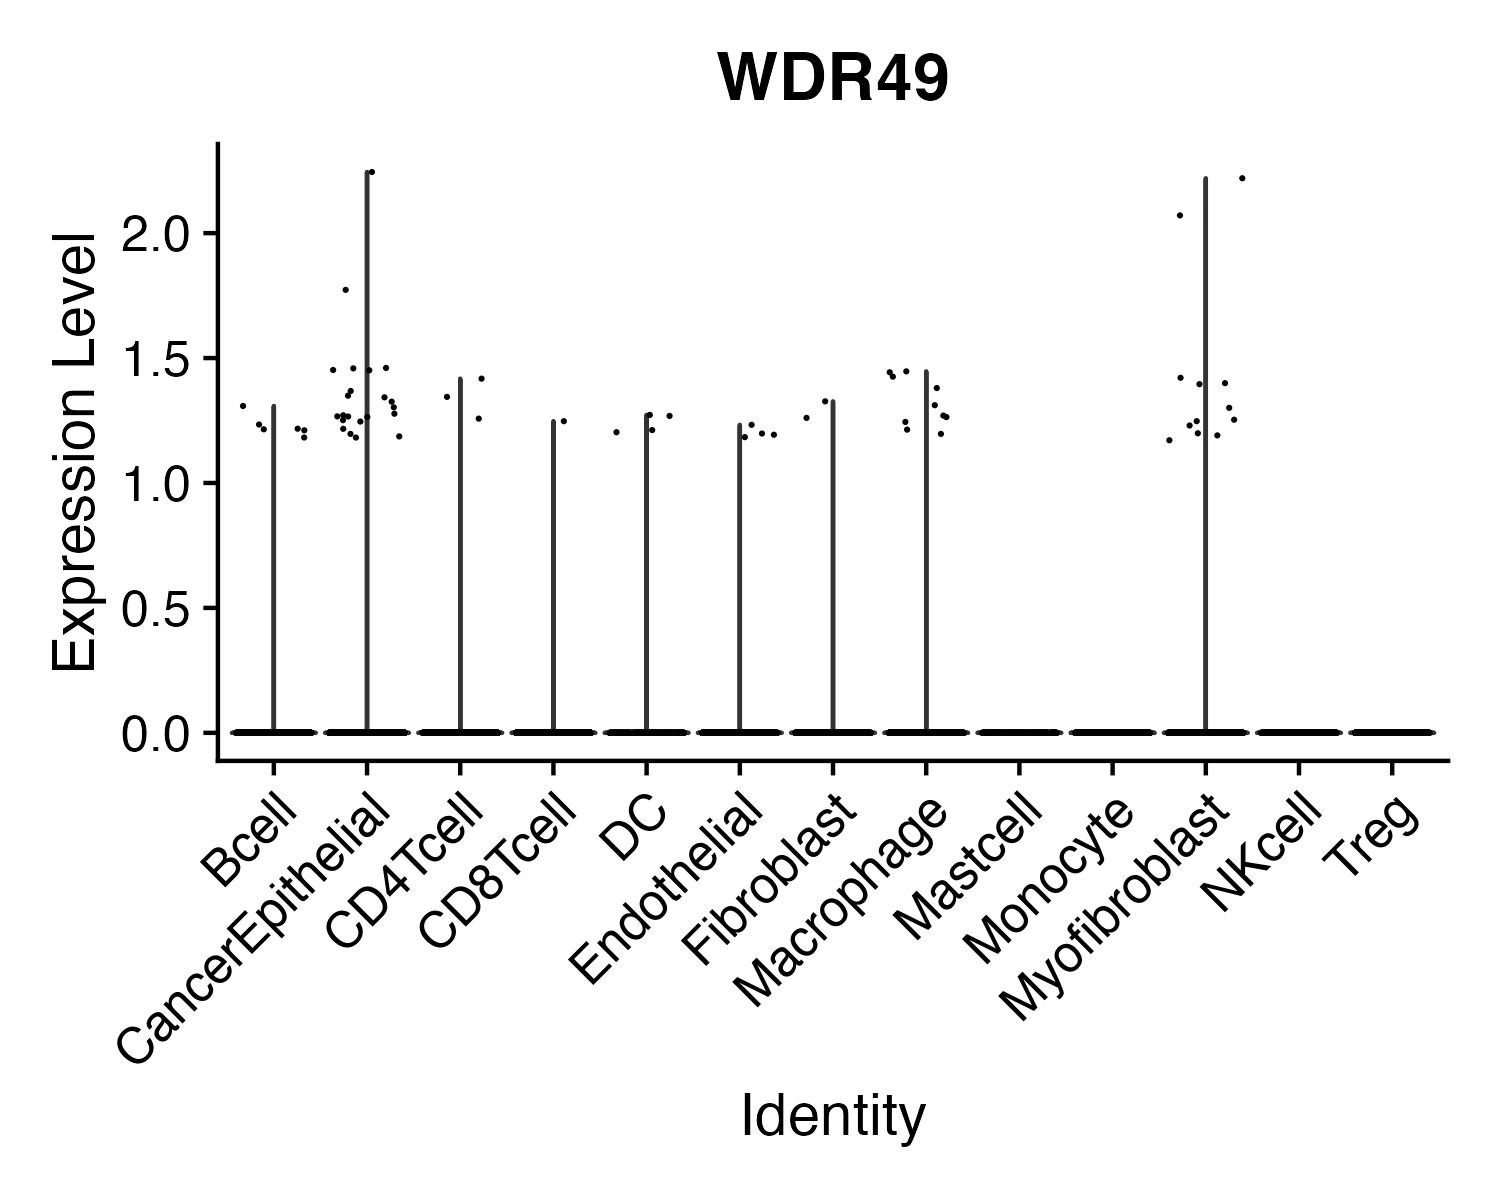 WDR49
Expression Level
2.0
1.5
1.0
0.5
0.0
Bcell
CancerEpithelial
CD4Tcell
CD8Tcell
DC
Endothelial
Fibroblast
Macrophage
Mastcell
Monocyte
Myofibroblast
NKcell
Treg
Identity